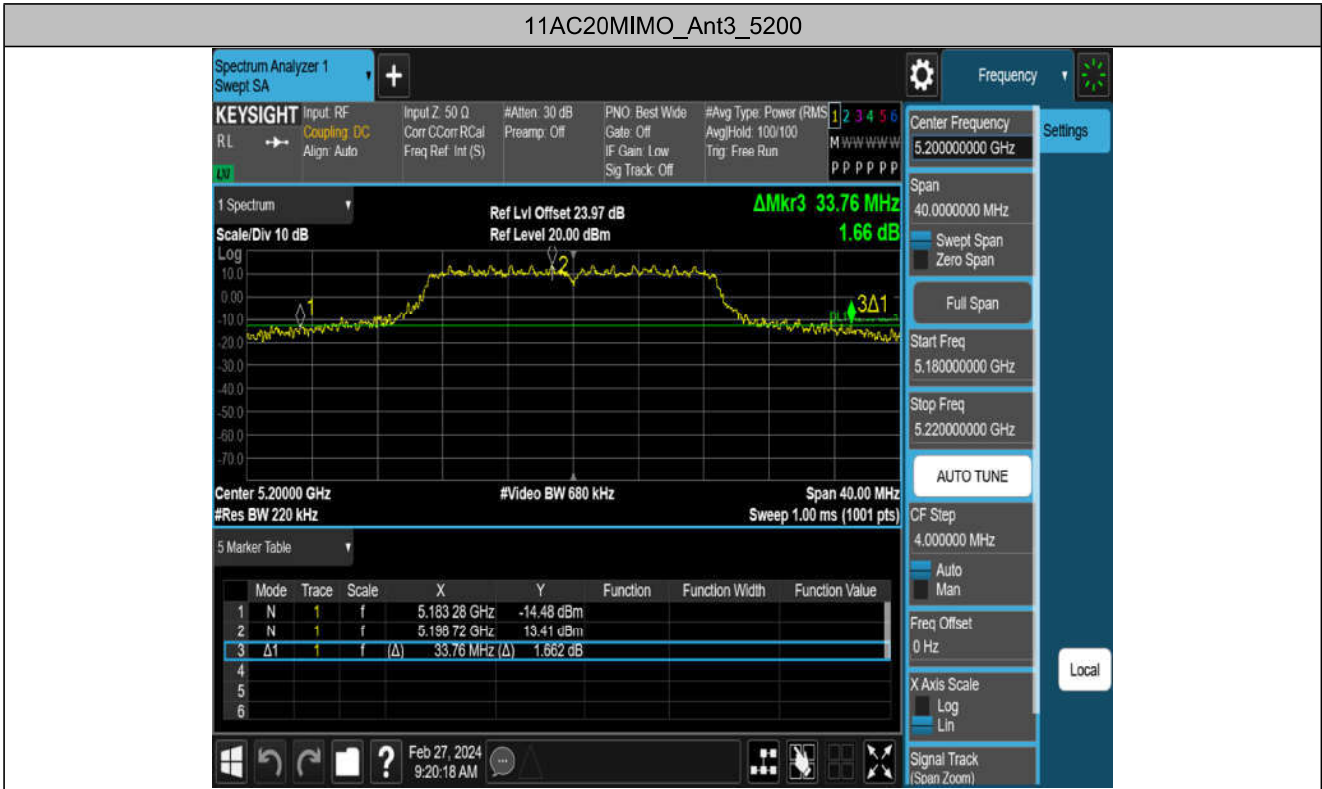 11AC20MIMO_Ant3_5200
Spectrum Analyzer 1
Swept SA
+
Frequency
KEYSIGHT
RL
LXI
Input: RF
Coupling: DC
Align: Auto
Input Z: 50 Ω
Corr CCorr RCal
Freq Ref: Int (S)
#Atten: 30 dB
Preamp: Off
PNO: Best Wide
Gate: Off
IF Gain: Low
Sig Track: Off
#Avg Type: Power (RMS
Avg|Hold: 100/100
Trig: Free Run
1 2 3 4 5 6
M W W W W W
P P P P P P
1 Spectrum
Scale/Div 10 dB
Ref Lvl Offset 23.97 dB
Ref Level 20.00 dBm
ΔMkr3 33.76 MHz
1.66 dB
Log
10.0
0.00
-10.0
-20.0
-30.0
-40.0
-50.0
-60.0
-70.0
1
2
3Δ1
Center 5.20000 GHz
#Res BW 220 kHz
#Video BW 680 kHz
Span 40.00 MHz
Sweep 1.00 ms (1001 pts)
5 Marker Table
Mode Trace Scale X Y Function Function Width Function Value
1 N 1 f 5.183 28 GHz -14.48 dBm
2 N 1 f 5.198 72 GHz 13.41 dBm
3 Δ1 1 f (Δ) 33.76 MHz (Δ) 1.662 dB
4
5
6
Feb 27, 2024
9:20:18 AM
?
Center Frequency
5.200000000 GHz
Settings
Span
40.0000000 MHz
Swept Span
Zero Span
Full Span
Start Freq
5.180000000 GHz
Stop Freq
5.220000000 GHz
AUTO TUNE
CF Step
4.000000 MHz
Auto
Man
Freq Offset
0 Hz
Local
X Axis Scale
Log
Lin
Signal Track
(Span Zoom)